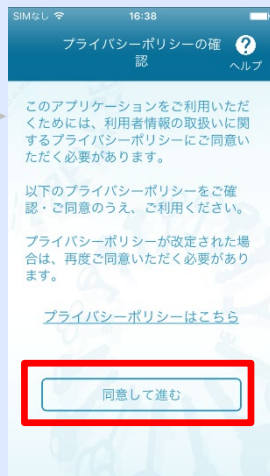 SIMなし 16:38
プライバシーポリシーの確
認
ヘルプ
このアプリケーションをご利用いただ
くためには、利用者情報の取扱いに関
するプライバシーポリシーにご同意い
ただく必要があります。
以下のプライバシーポリシーをご確
認・ご同意のうえ、ご利用ください。
プライバシーポリシーが改定された場
合は、再度ご同意いただく必要があり
ます。
プライバシーポリシーはこちら
同意して進む